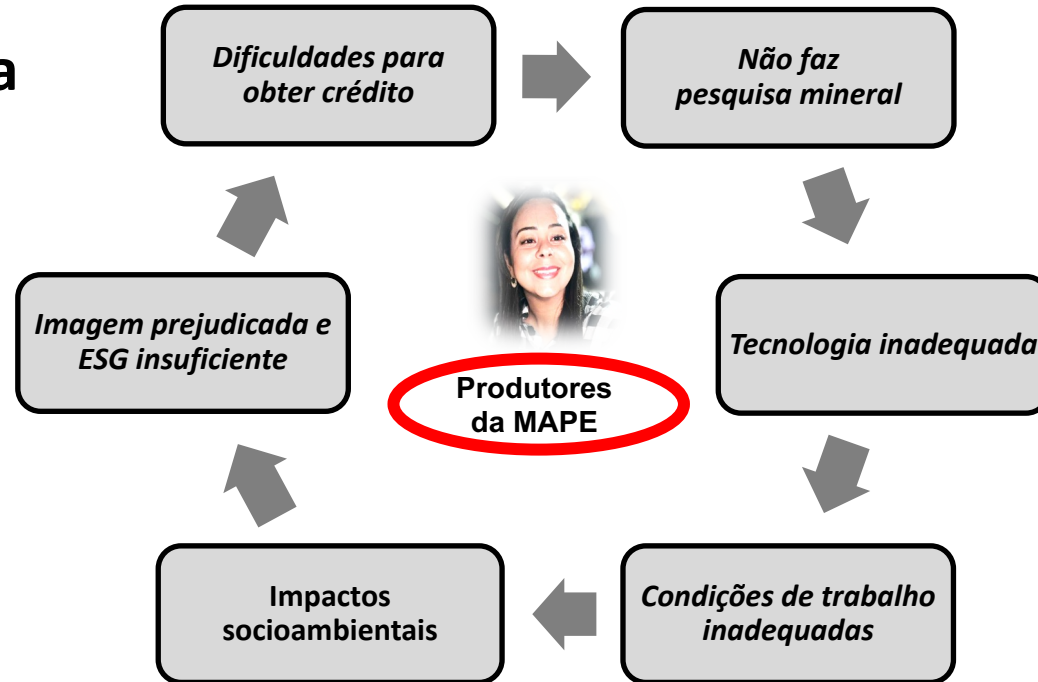 a
Dificuldades para
obter crédito
Não faz
pesquisa mineral
Imagem prejudicada e
ESG insuficiente
Produtores
da MAPE
Tecnologia inadequada
Impactos
socioambientais
Condições de trabalho
inadequadas